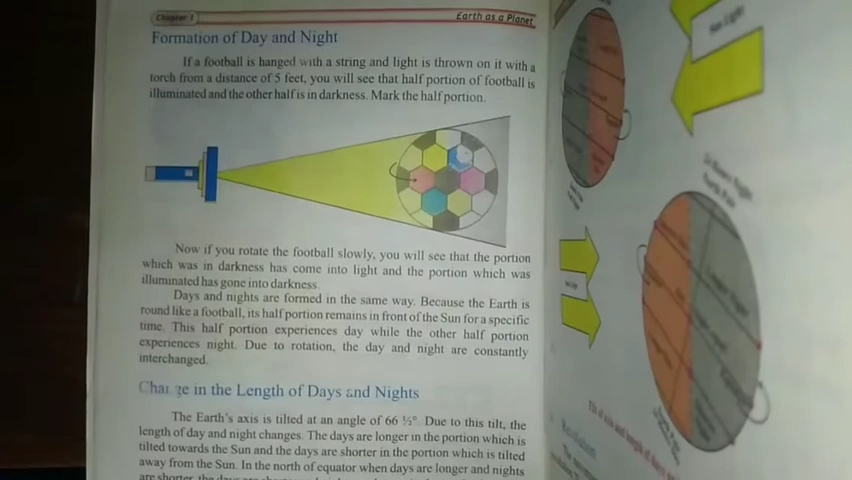 Chapter 1
Earth as a Planet
Formation of Day and Night
If a football is hanged with a string and light is thrown on it with a
torch from a distance of 5 feet, you will see that half portion of football is
illuminated and the other half is in darkness. Mark the half portion.
Now if you rotate the football slowly, you will see that the portion
which was in darkness has come into light and the portion which was
illuminated has gone into darkness.
Days and nights are formed in the same way. Because the Earth is
round like a football, its half portion remains in front of the Sun for a specific
time. This half portion experiences day while the other half portion
experiences night. Due to rotation, the day and night are constantly
interchanged.
Change in the Length of Days and Nights
The Earth's axis is tilted at an angle of 66 ½°. Due to this tilt, the
length of day and night changes. The days are longer in the portion which is
tilted towards the Sun and the days are shorter in the portion which is tilted
away from the Sun. In the north of equator when days are longer and nights
are shorter, the days are
Sun Light
Revolution